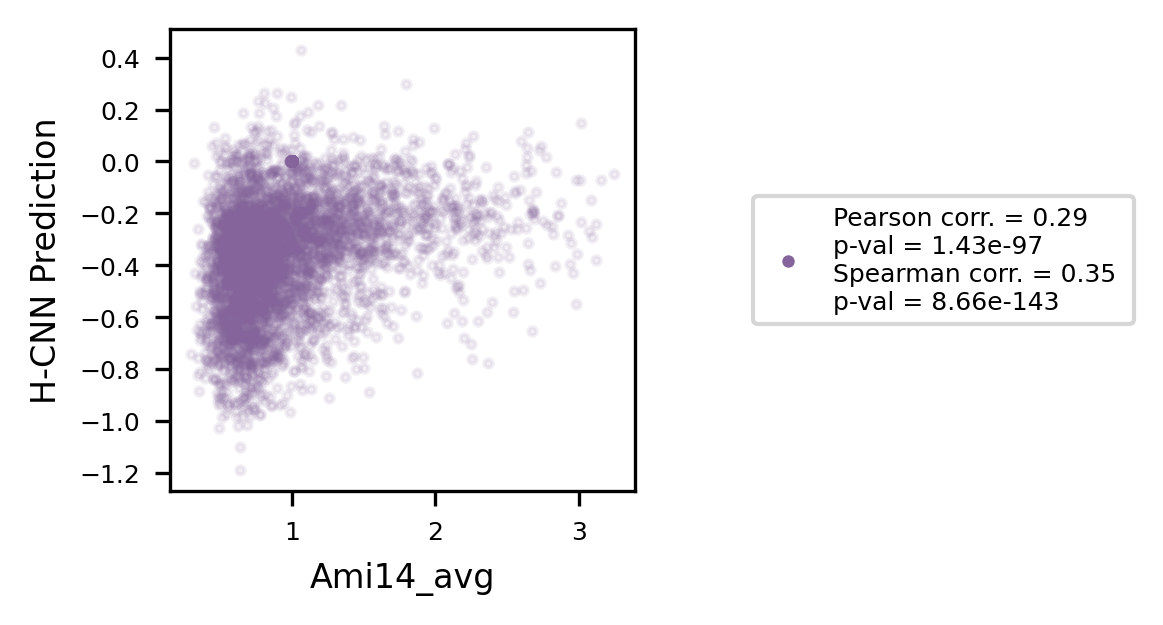 H-CNN Prediction
0.4
0.2
0.0
−0.2
−0.4
−0.6
−0.8
−1.0
−1.2
1 2 3
Ami14_avg
Pearson corr. = 0.29
p-val = 1.43e-97
Spearman corr. = 0.35
p-val = 8.66e-143